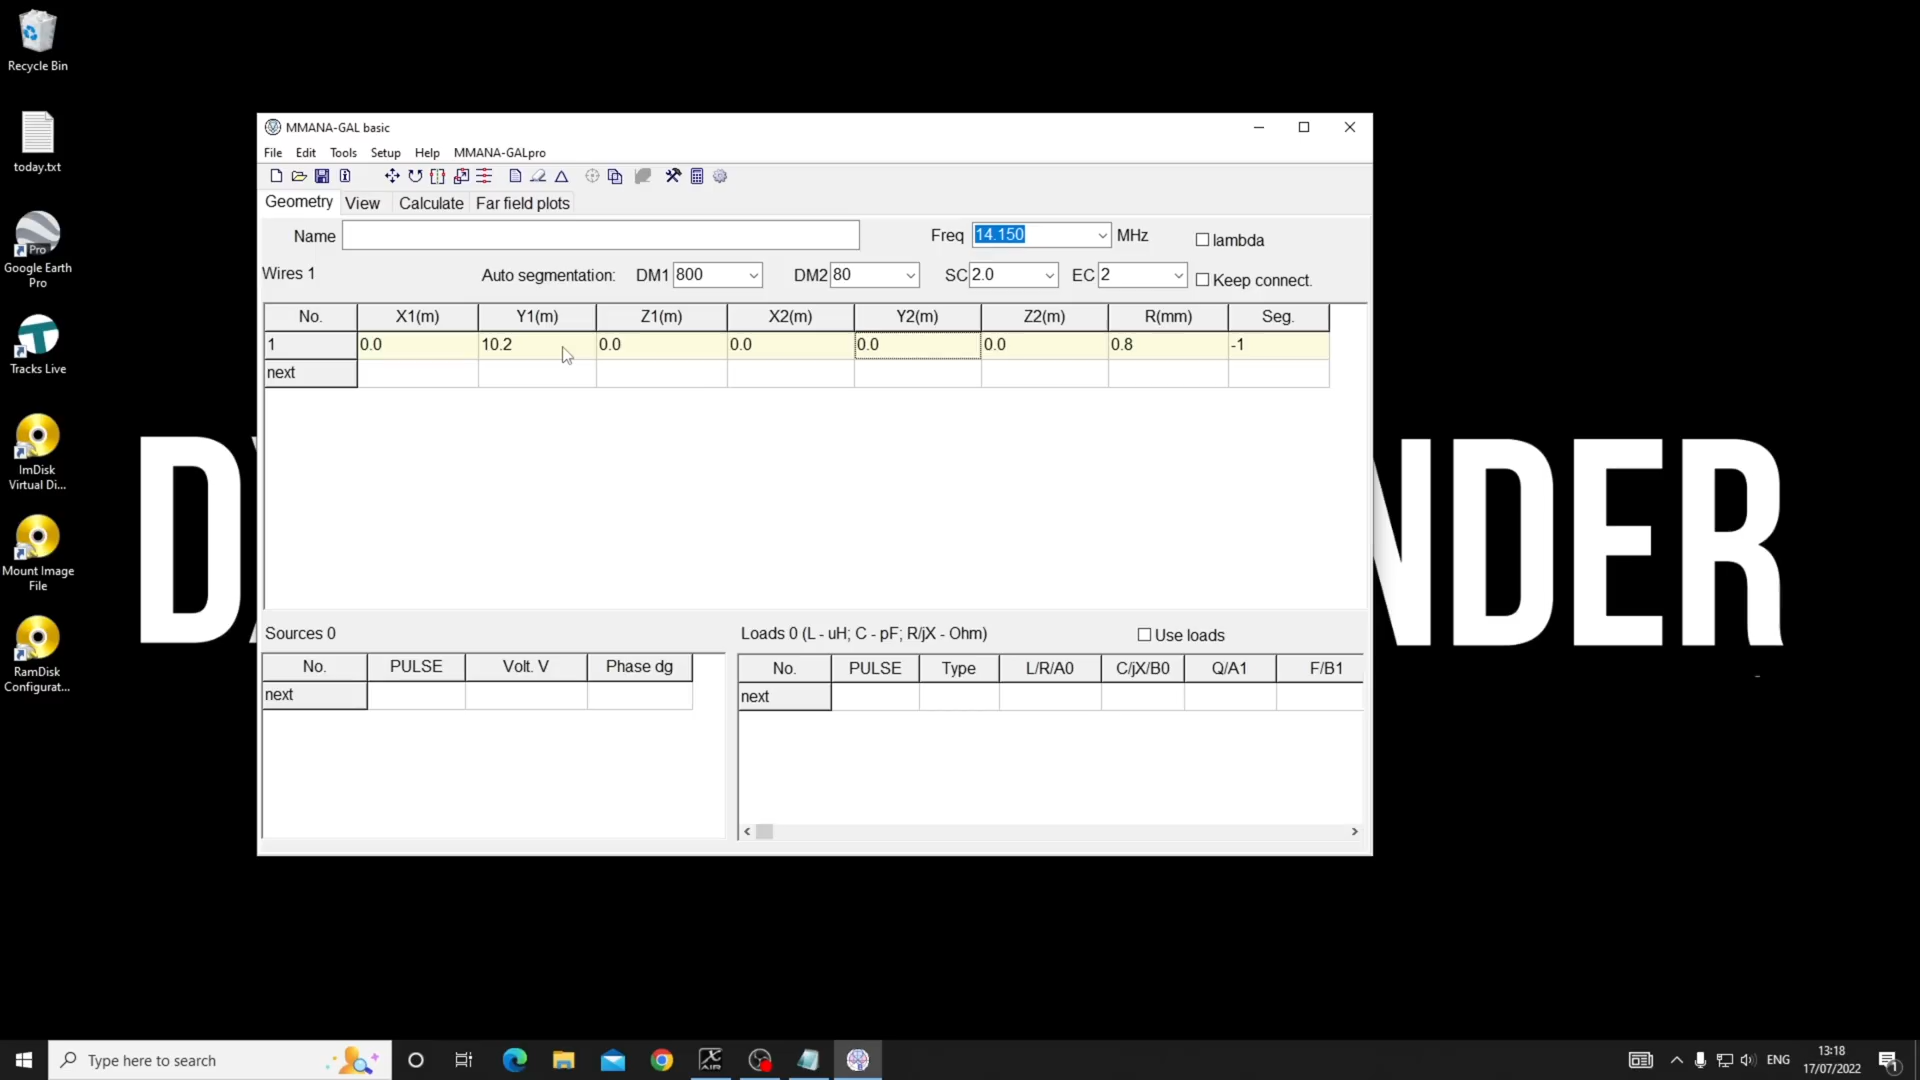 Recycle Bin
today.txt
Pro
Google Earth
Pro
Tracks Live
ImDisk
Virtual Di...
Mount Image
File
RamDisk
Configurat...
MMANA-GAL basic
File Edit Tools Setup Help MMANA-GALpro
Geometry View Calculate Far field plots
Name Freq 14.150 MHz lambda
Wires 1 Auto segmentation: DM1 800 DM2 80 SC 2.0 EC 2 Keep connect.
No. X1(m) Y1(m) Z1(m) X2(m) Y2(m) Z2(m) R(mm) Seg.
1 0.0 10.2 0.0 0.0 0.0 0.0 0.8 -1
next
D NDER
Sources 0 Loads 0 (L - uH; C - pF; R/jX - Ohm) Use loads
No. PULSE Volt. V Phase dg No. PULSE Type L/R/A0 C/jX/B0 Q/A1 F/B1
next next
Type here to search
X
AIR
ENG
13:18
17/07/2022
1